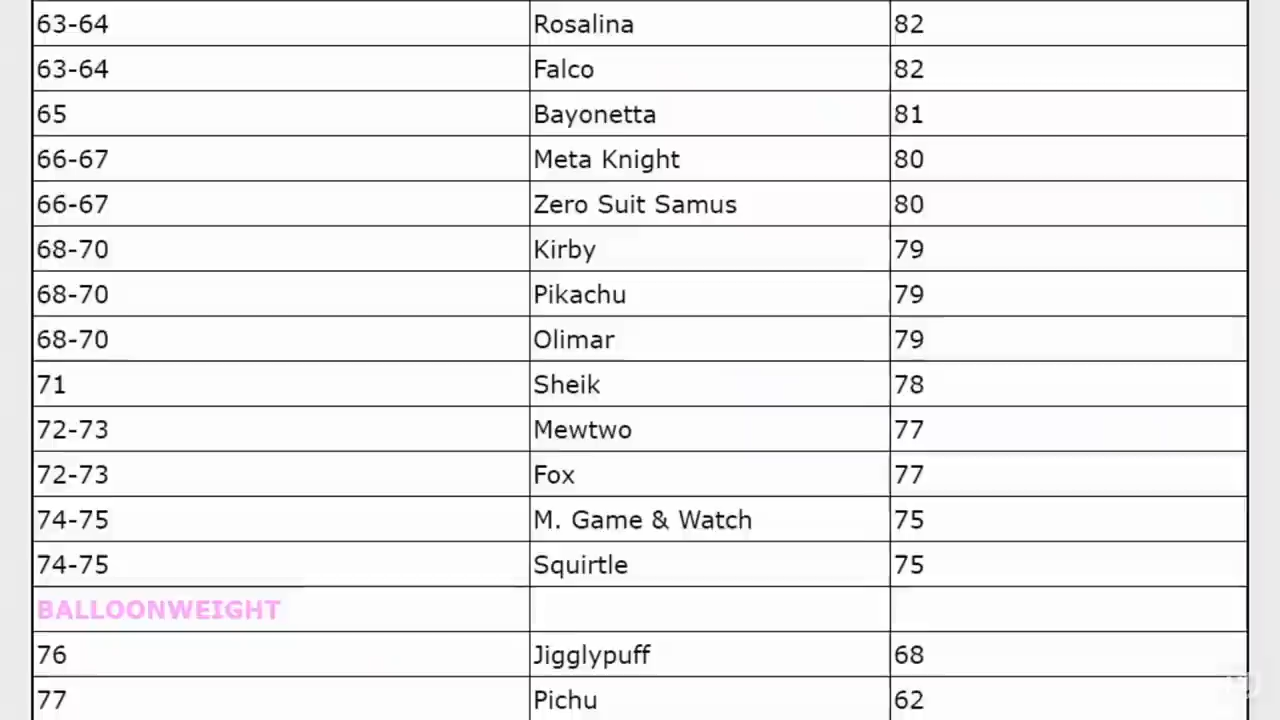 63-64 Rosalina 82
63-64 Falco 82
65 Bayonetta 81
66-67 Meta Knight 80
66-67 Zero Suit Samus 80
68-70 Kirby 79
68-70 Pikachu 79
68-70 Olimar 79
71 Sheik 78
72-73 Mewtwo 77
72-73 Fox 77
74-75 M. Game & Watch 75
74-75 Squirtle 75
BALLOONWEIGHT
76 Jigglypuff 68
77 Pichu 62